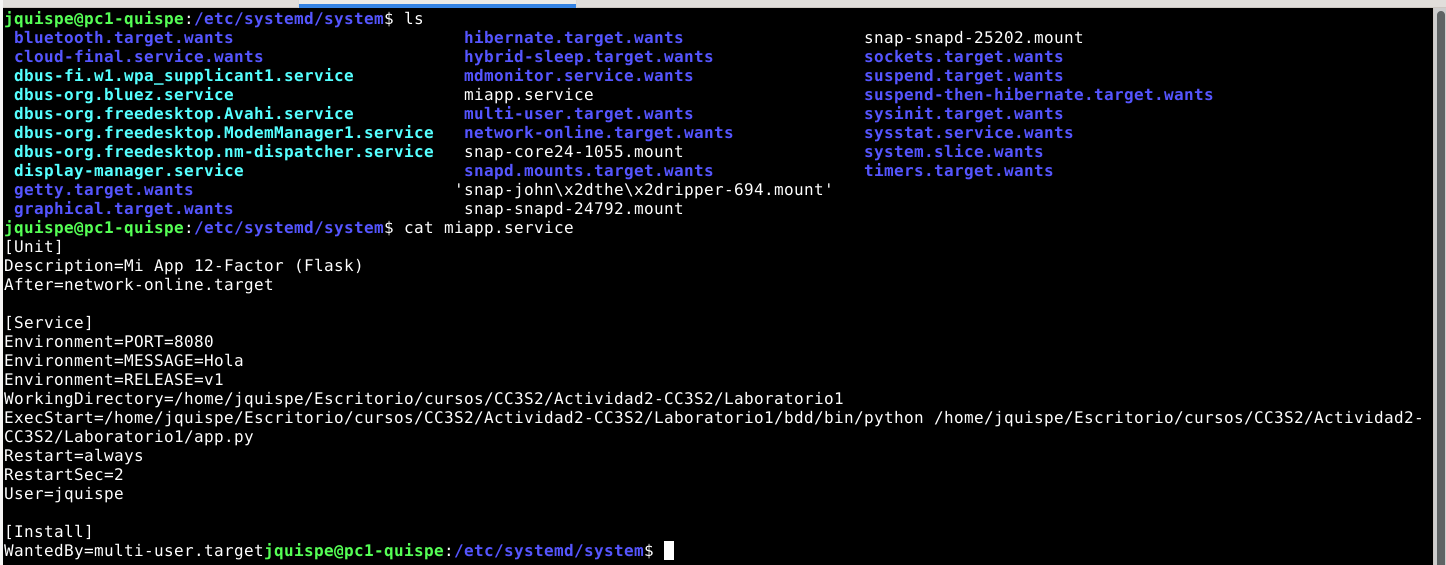 jquispe@pc1-quispe:/etc/systemd/system$ ls
bluetooth.target.wants hibernate.target.wants snap-snapd-25202.mount
cloud-final.service.wants hybrid-sleep.target.wants sockets.target.wants
dbus-fi.w1.wpa_supplicant1.service mdmonitor.service.wants suspend.target.wants
dbus-org.bluez.service miapp.service suspend-then-hibernate.target.wants
dbus-org.freedesktop.Avahi.service multi-user.target.wants sysinit.target.wants
dbus-org.freedesktop.ModemManager1.service network-online.target.wants sysstat.service.wants
dbus-org.freedesktop.nm-dispatcher.service snap-core24-1055.mount system.slice.wants
display-manager.service snapd.mounts.target.wants timers.target.wants
getty.target.wants 'snap-john\x2dthe\x2dripper-694.mount'
graphical.target.wants snap-snapd-24792.mount
jquispe@pc1-quispe:/etc/systemd/system$ cat miapp.service
[Unit]
Description=Mi App 12-Factor (Flask)
After=network-online.target
[Service]
Environment=PORT=8080
Environment=MESSAGE=Hola
Environment=RELEASE=v1
WorkingDirectory=/home/jquispe/Escritorio/cursos/CC3S2/Actividad2-CC3S2/Laboratorio1
ExecStart=/home/jquispe/Escritorio/cursos/CC3S2/Actividad2-CC3S2/Laboratorio1/bdd/bin/python /home/jquispe/Escritorio/cursos/CC3S2/Actividad2-
CC3S2/Laboratorio1/app.py
Restart=always
RestartSec=2
User=jquispe
[Install]
WantedBy=multi-user.targetjquispe@pc1-quispe:/etc/systemd/system$